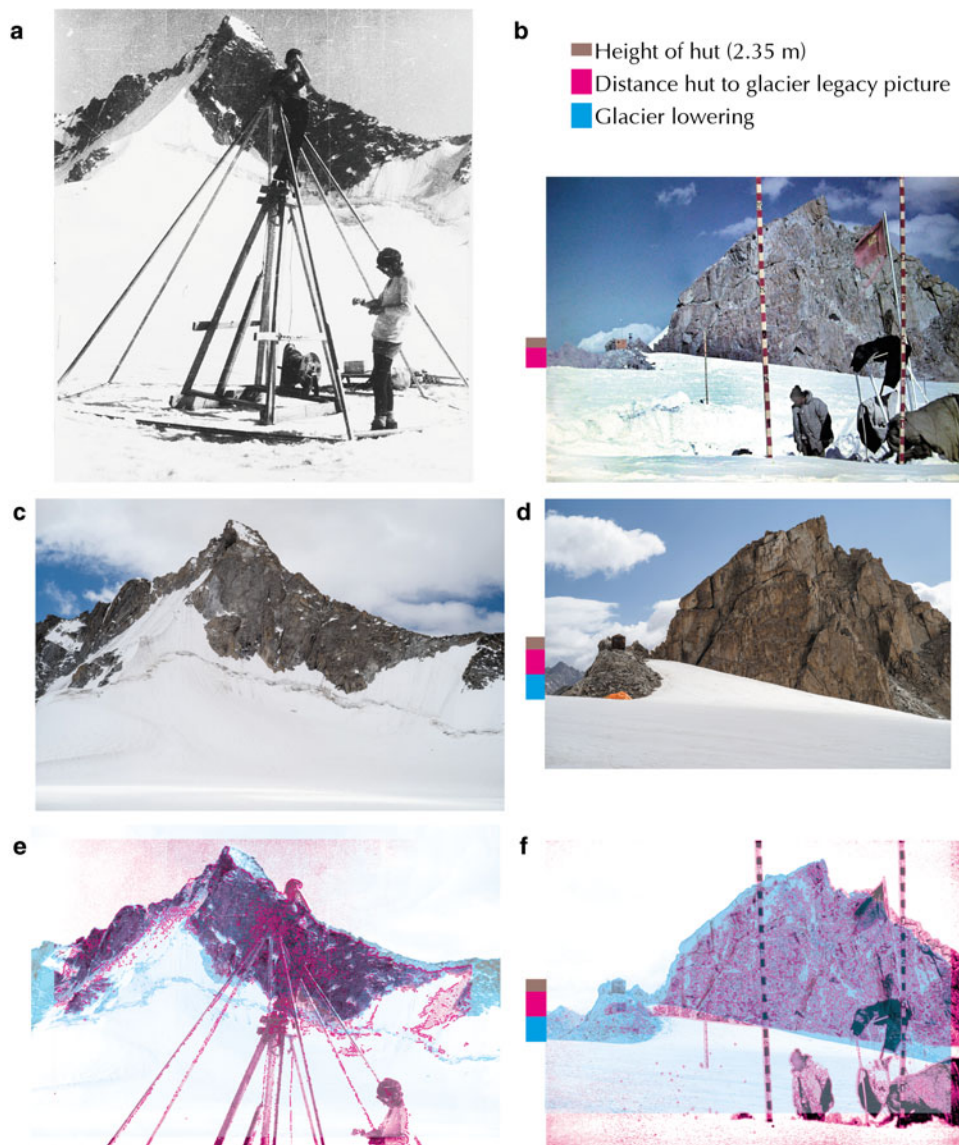 a
b
Height of hut (2.35 m)
Distance hut to glacier legacy picture
Glacier lowering
c
d
e
f